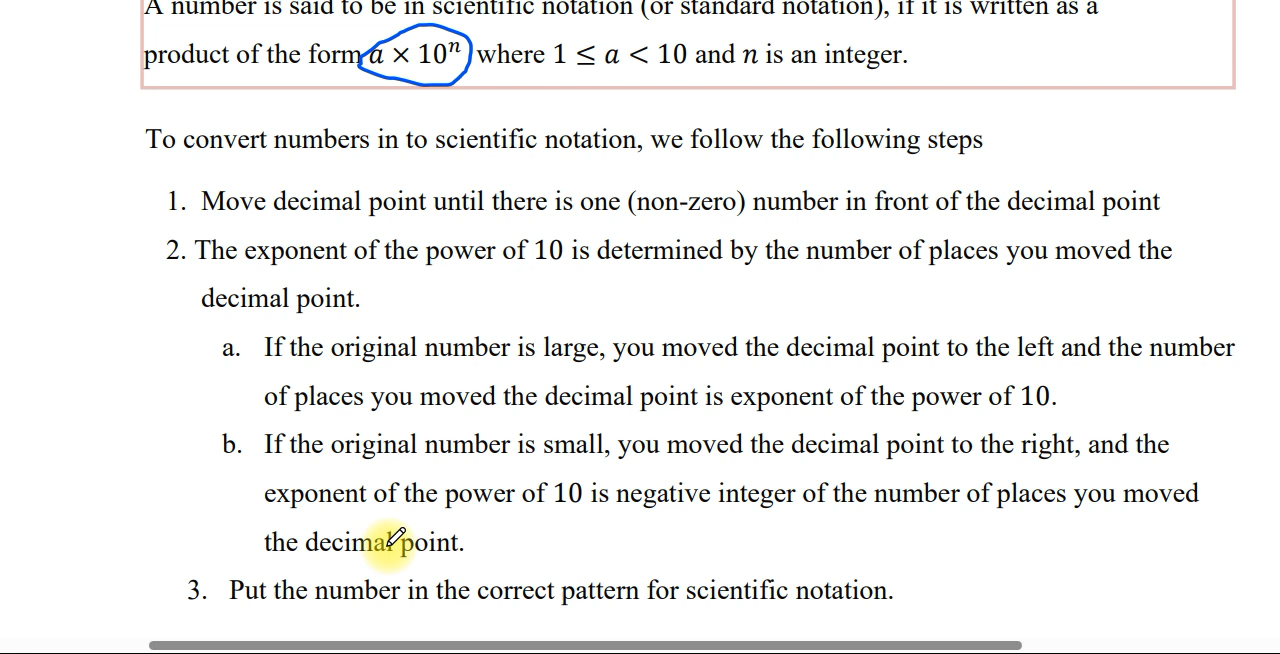 A number is said to be in scientific notation (or standard notation), if it is written as a
product of the form a × 10ⁿ where 1 ≤ a < 10 and n is an integer.
To convert numbers in to scientific notation, we follow the following steps
1. Move decimal point until there is one (non-zero) number in front of the decimal point
2. The exponent of the power of 10 is determined by the number of places you moved the
decimal point.
a. If the original number is large, you moved the decimal point to the left and the number
of places you moved the decimal point is exponent of the power of 10.
b. If the original number is small, you moved the decimal point to the right, and the
exponent of the power of 10 is negative integer of the number of places you moved
the decimal point.
3. Put the number in the correct pattern for scientific notation.